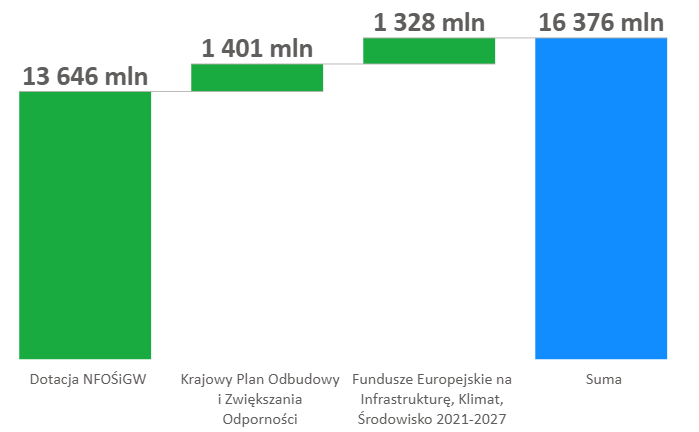 13 646 mln
1 401 mln
1 328 mln
16 376 mln
Dotacja NFOŚiGW
Krajowy Plan Odbudowy
i Zwiększania
Odporności
Fundusze Europejskie na
Infrastrukturę, Klimat,
Środowisko 2021-2027
Suma